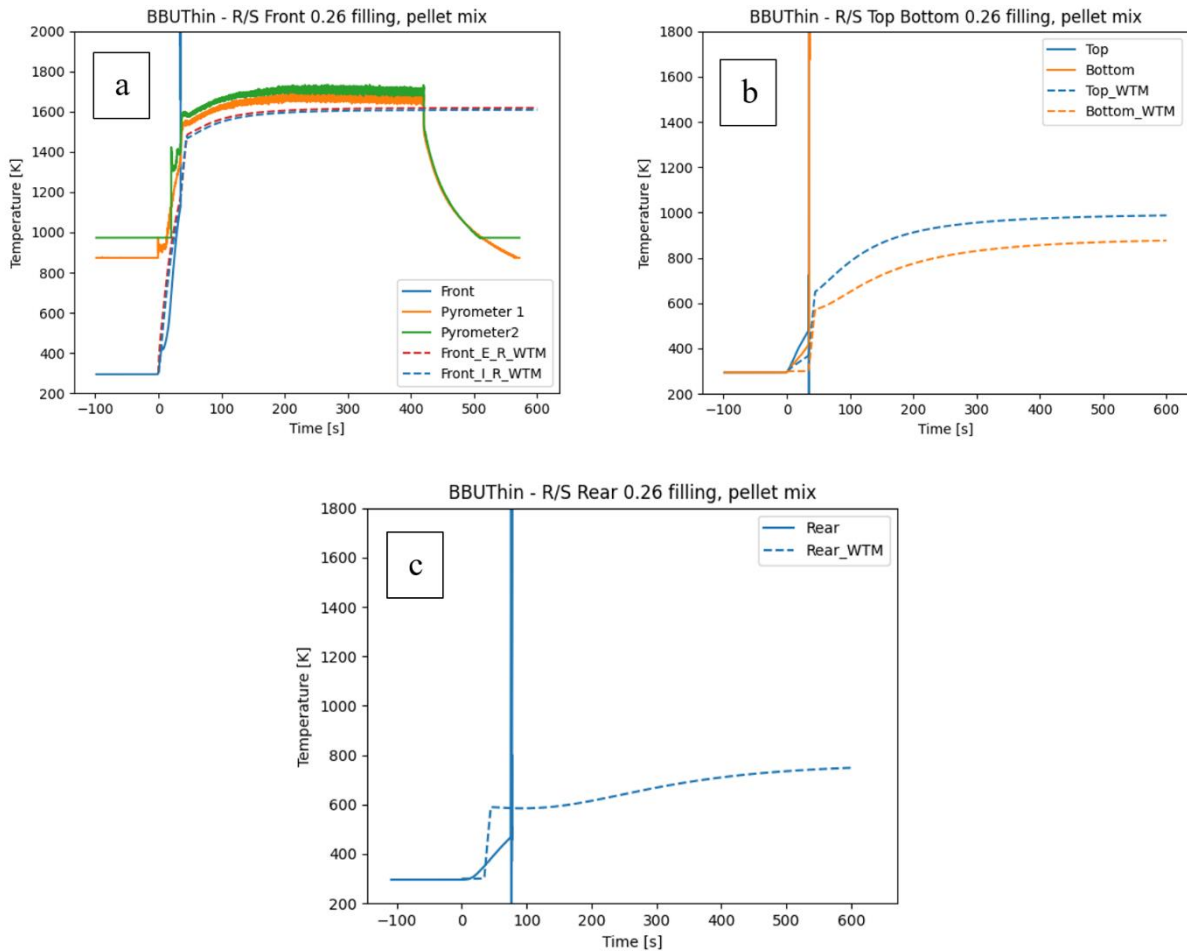 BBUThin - R/S Front 0.26 filling, pellet mix
a
2000
1800
1600
1400
1200
1000
800
600
400
200
Temperature [K]
−100 0 100 200 300 400 500 600
Time [s]
Front
Pyrometer 1
Pyrometer2
Front_E_R_WTM
Front_I_R_WTM
BBUThin - R/S Top Bottom 0.26 filling, pellet mix
b
1800
1600
1400
1200
1000
800
600
400
200
Temperature [K]
−100 0 100 200 300 400 500 600
Time [s]
Top
Bottom
Top_WTM
Bottom_WTM
BBUThin - R/S Rear 0.26 filling, pellet mix
c
1800
1600
1400
1200
1000
800
600
400
200
Temperature [K]
−100 0 100 200 300 400 500 600
Time [s]
Rear
Rear_WTM